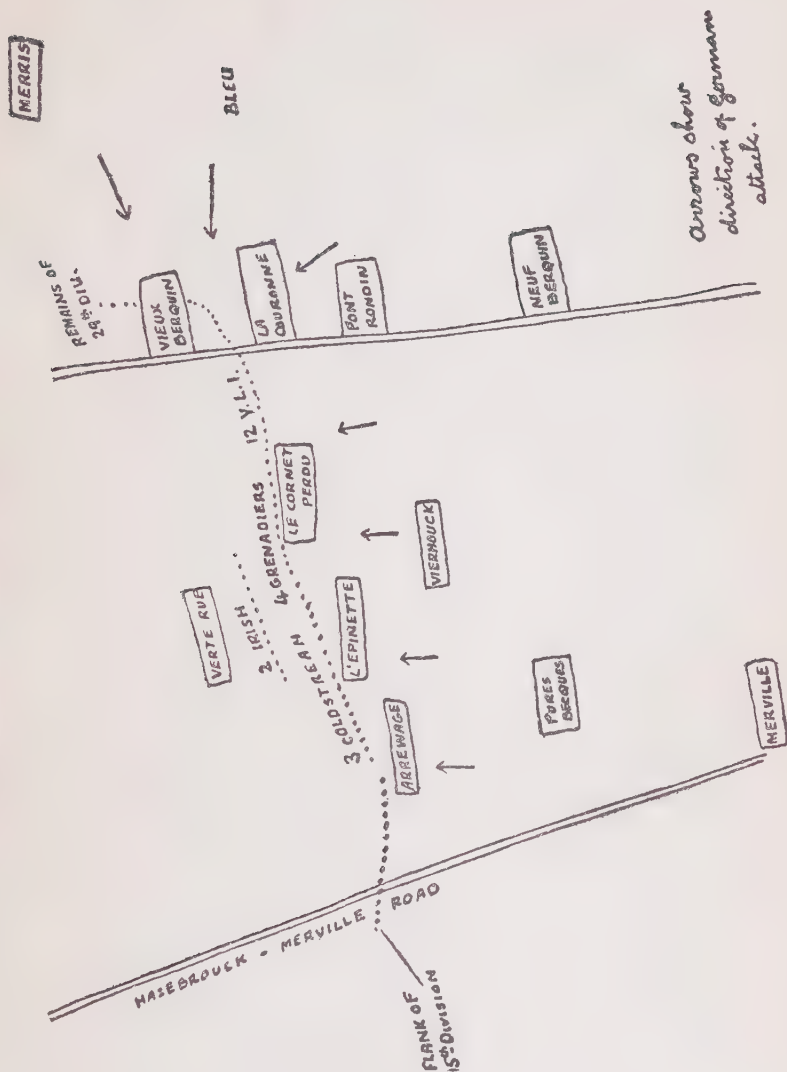 MERRIS
BLEU
REMAINS OF
29th DIV.
VIEUX
BERQUIN
LA
COURONNE
PONT
RONDIN
NEUF
BERQUIN
arrows show
direction of German
attack.
12 Y.L.I.
4 GRENADIERS
LE CORNET
PERDU
VERTE RUE
2 IRISH
3 COLDSTREAM
L'EPINETTE
VIERHOUCK
ARREWAGE
PURES
BECQUES
MERVILLE
HASEBROUCK - MERVILLE ROAD
FLANK OF
15th DIVISION